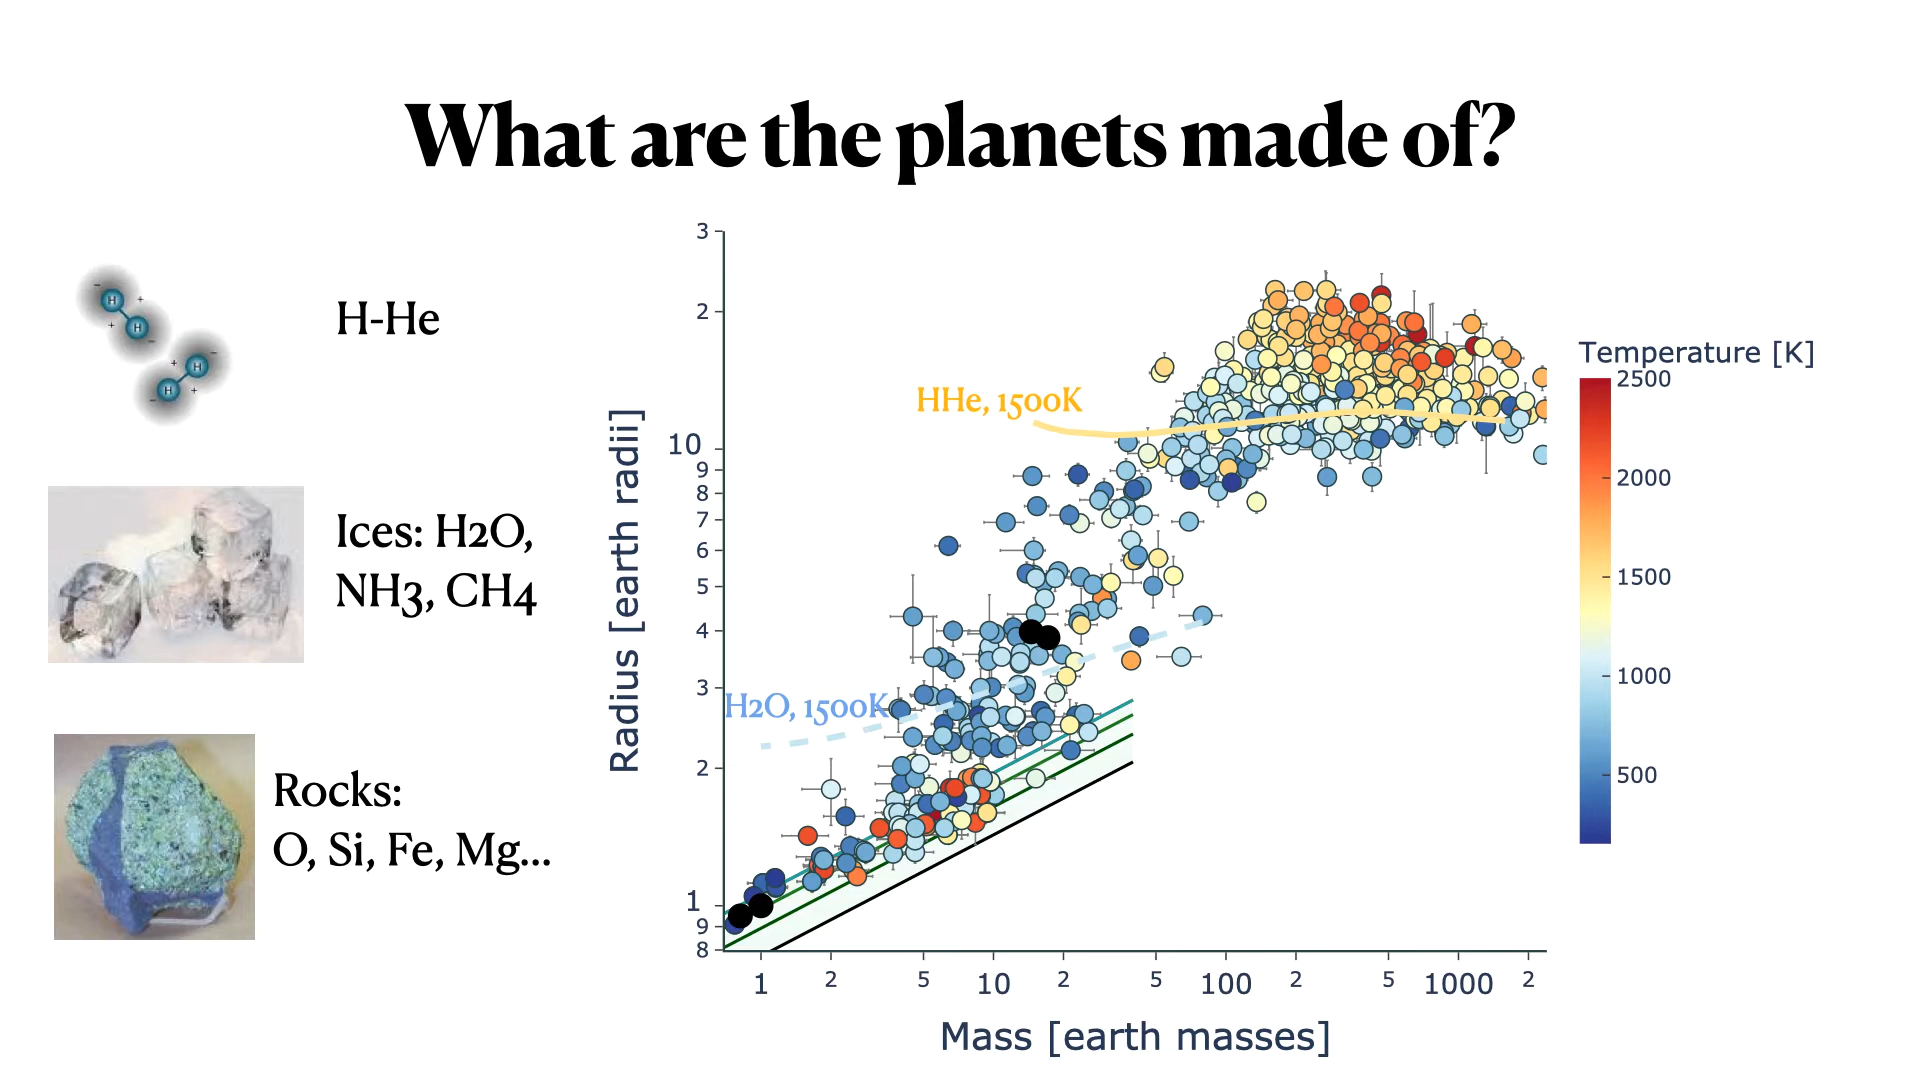 What are the planets made of?
H
H
H
H
H-He
Ices: H2O,
NH3, CH4
Rocks:
O, Si, Fe, Mg...
Radius [earth radii]
3
2
10
9
8
7
6
5
4
3
2
1
9
8
HHe, 1500K
H2O, 1500K
1
2
5
10
2
5
100
2
5
1000
2
Mass [earth masses]
Temperature [K]
2500
2000
1500
1000
500